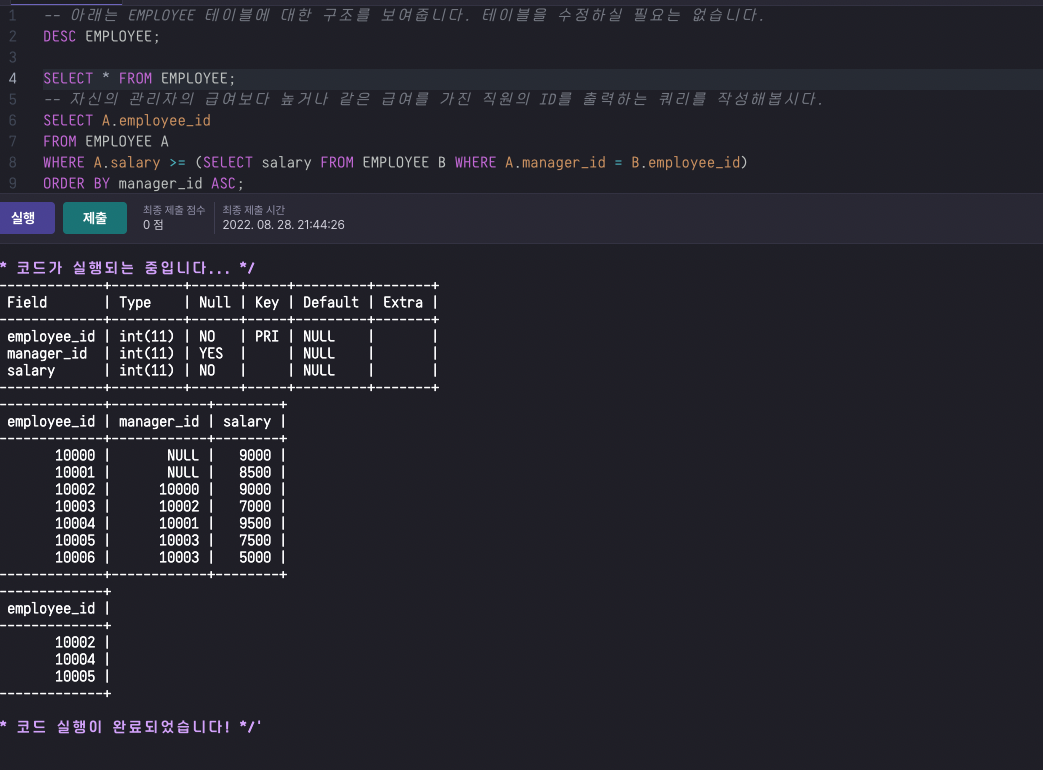 1 -- 아래는 EMPLOYEE 테이블에 대한 구조를 보여줍니다. 테이블을 수정하실 필요는 없습니다.
2 DESC EMPLOYEE;
3
4 SELECT * FROM EMPLOYEE;
5 -- 자신의 관리자의 급여보다 높거나 같은 급여를 가진 직원의 ID를 출력하는 쿼리를 작성해봅시다.
6 SELECT A.employee_id
7 FROM EMPLOYEE A
8 WHERE A.salary >= (SELECT salary FROM EMPLOYEE B WHERE A.manager_id = B.employee_id)
9 ORDER BY manager_id ASC;
실행 제출 최종 제출 점수 최종 제출 시간
0 점 2022. 08. 28. 21:44:26
* 코드가 실행되는 중입니다... */
-------------+---------+------+-----+---------+-------+
Field | Type | Null | Key | Default | Extra |
-------------+---------+------+-----+---------+-------+
employee_id | int(11) | NO | PRI | NULL | |
manager_id | int(11) | YES | | NULL | |
salary | int(11) | NO | | NULL | |
-------------+---------+------+-----+---------+-------+
-------------+------------+--------+
employee_id | manager_id | salary |
-------------+------------+--------+
10000 | NULL | 9000 |
10001 | NULL | 8500 |
10002 | 10000 | 9000 |
10003 | 10002 | 7000 |
10004 | 10001 | 9500 |
10005 | 10003 | 7500 |
10006 | 10003 | 5000 |
-------------+------------+--------+
-------------+
employee_id |
-------------+
10002 |
10004 |
10005 |
-------------+
* 코드 실행이 완료되었습니다! */'